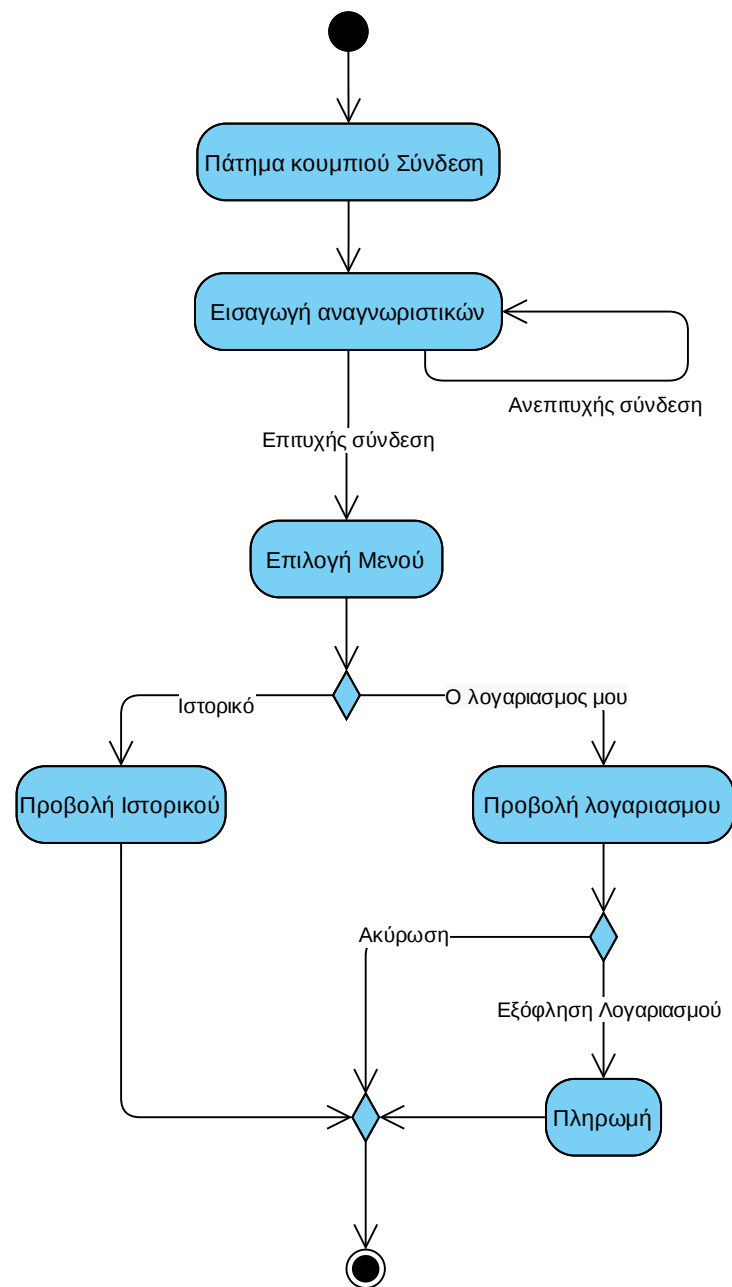 Πάτημα κουμπιού Σύνδεση
Εισαγωγή αναγνωριστικών
Ανεπιτυχής σύνδεση
Επιτυχής σύνδεση
Επιλογή Μενού
Ιστορικό
Ο λογαριασμος μου
Προβολή Ιστορικού
Προβολή λογαριασμου
Ακύρωση
Εξόφληση Λογαριασμού
Πληρωμή